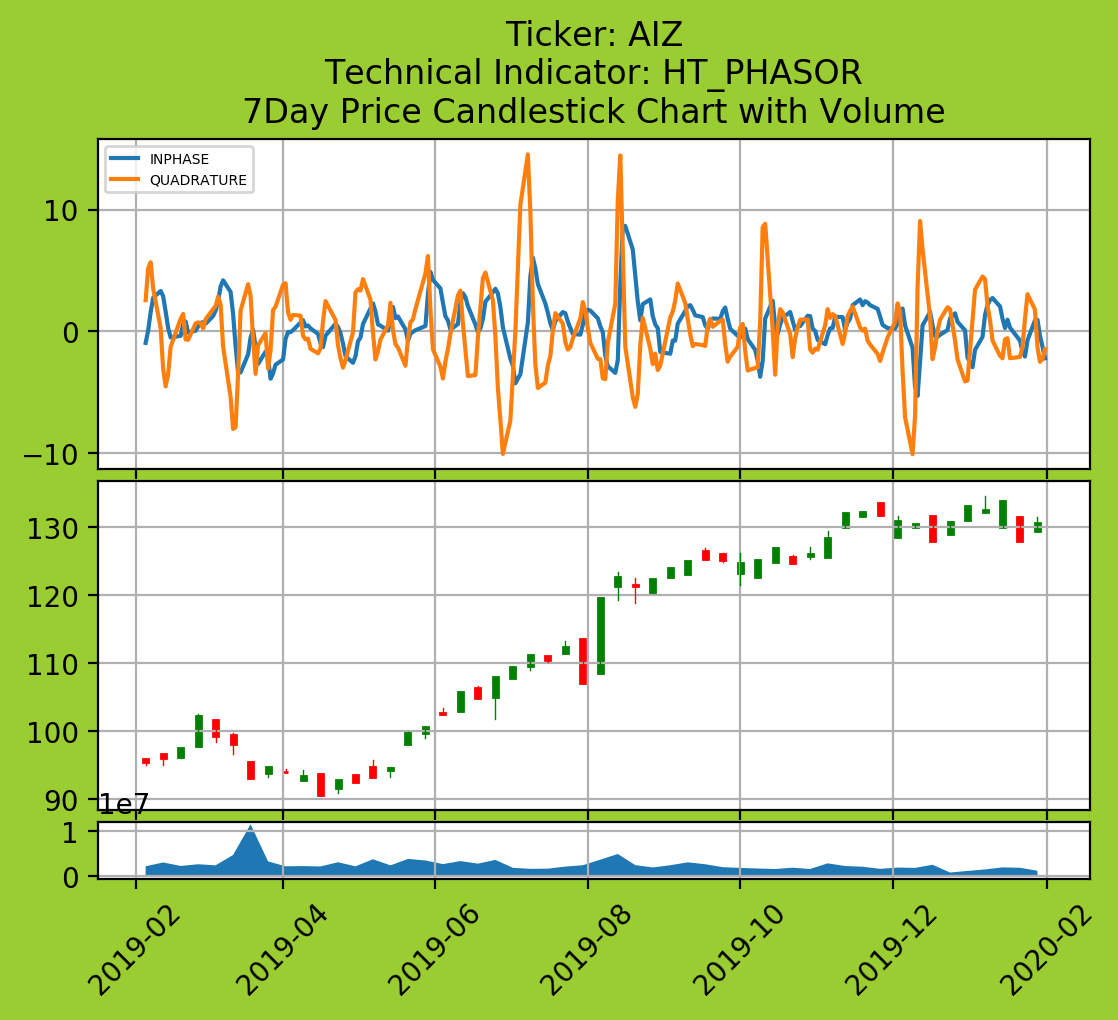 Ticker: AIZ
Technical Indicator: HT_PHASOR
7Day Price Candlestick Chart with Volume
INPHASE
QUADRATURE
10
0
−10
130
120
110
100
90
1e7
1
0
2019-02
2019-04
2019-06
2019-08
2019-10
2019-12
2020-02